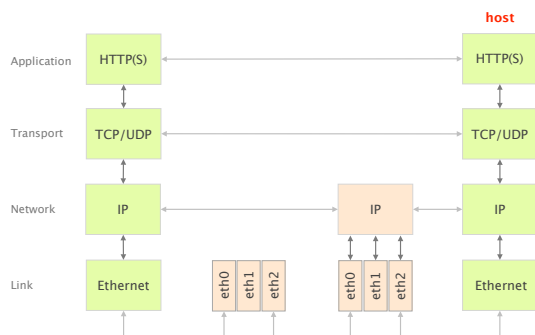 host
Application
HTTP(S)
HTTP(S)
Transport
TCP/UDP
TCP/UDP
Network
IP
IP
IP
Link
Ethernet
eth0
eth1
eth2
eth0
eth1
eth2
Ethernet